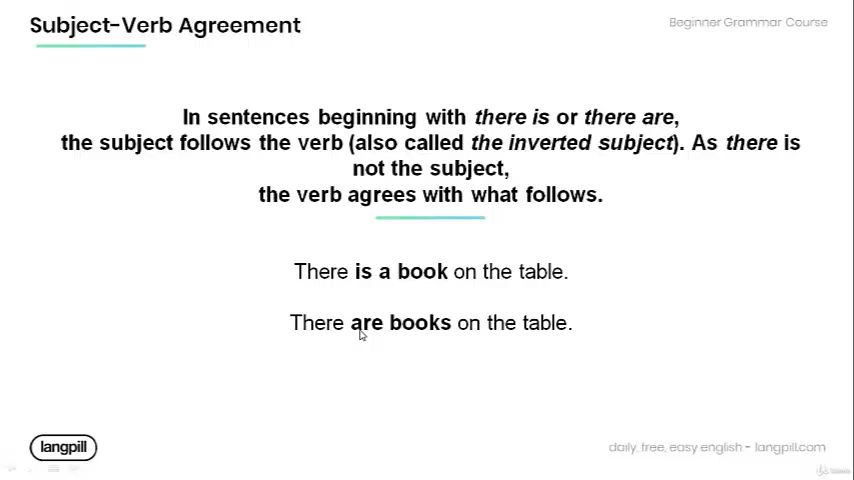 Subject-Verb Agreement
Beginner Grammar Course
In sentences beginning with there is or there are,
the subject follows the verb (also called the inverted subject). As there is
not the subject,
the verb agrees with what follows.
There is a book on the table.
There are books on the table.
langpill
daily, free, easy english - langpill.com